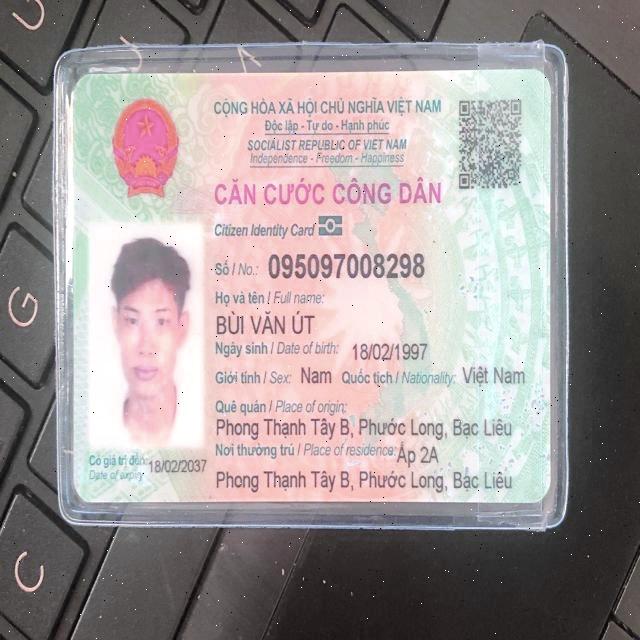 CỘNG HÒA XÃ HỘI CHỦ NGHĨA VIỆT NAM
Độc lập - Tự do - Hạnh phúc
SOCIALIST REPUBLIC OF VIET NAM
Independence - Freedom - Happiness
CĂN CƯỚC CÔNG DÂN
Citizen Identity Card
Số / No.: 095097008298
Họ và tên / Full name:
BÙI VĂN ÚT
Ngày sinh / Date of birth: 18/02/1997
Giới tính / Sex: Nam Quốc tịch / Nationality: Việt Nam
Quê quán / Place of origin:
Phong Thạnh Tây B, Phước Long, Bạc Liêu
Nơi thường trú / Place of residence: Ấp 2A
Phong Thạnh Tây B, Phước Long, Bạc Liêu
Có giá trị đến: 18/02/2037
Date of expiry
U
U
V
G
C